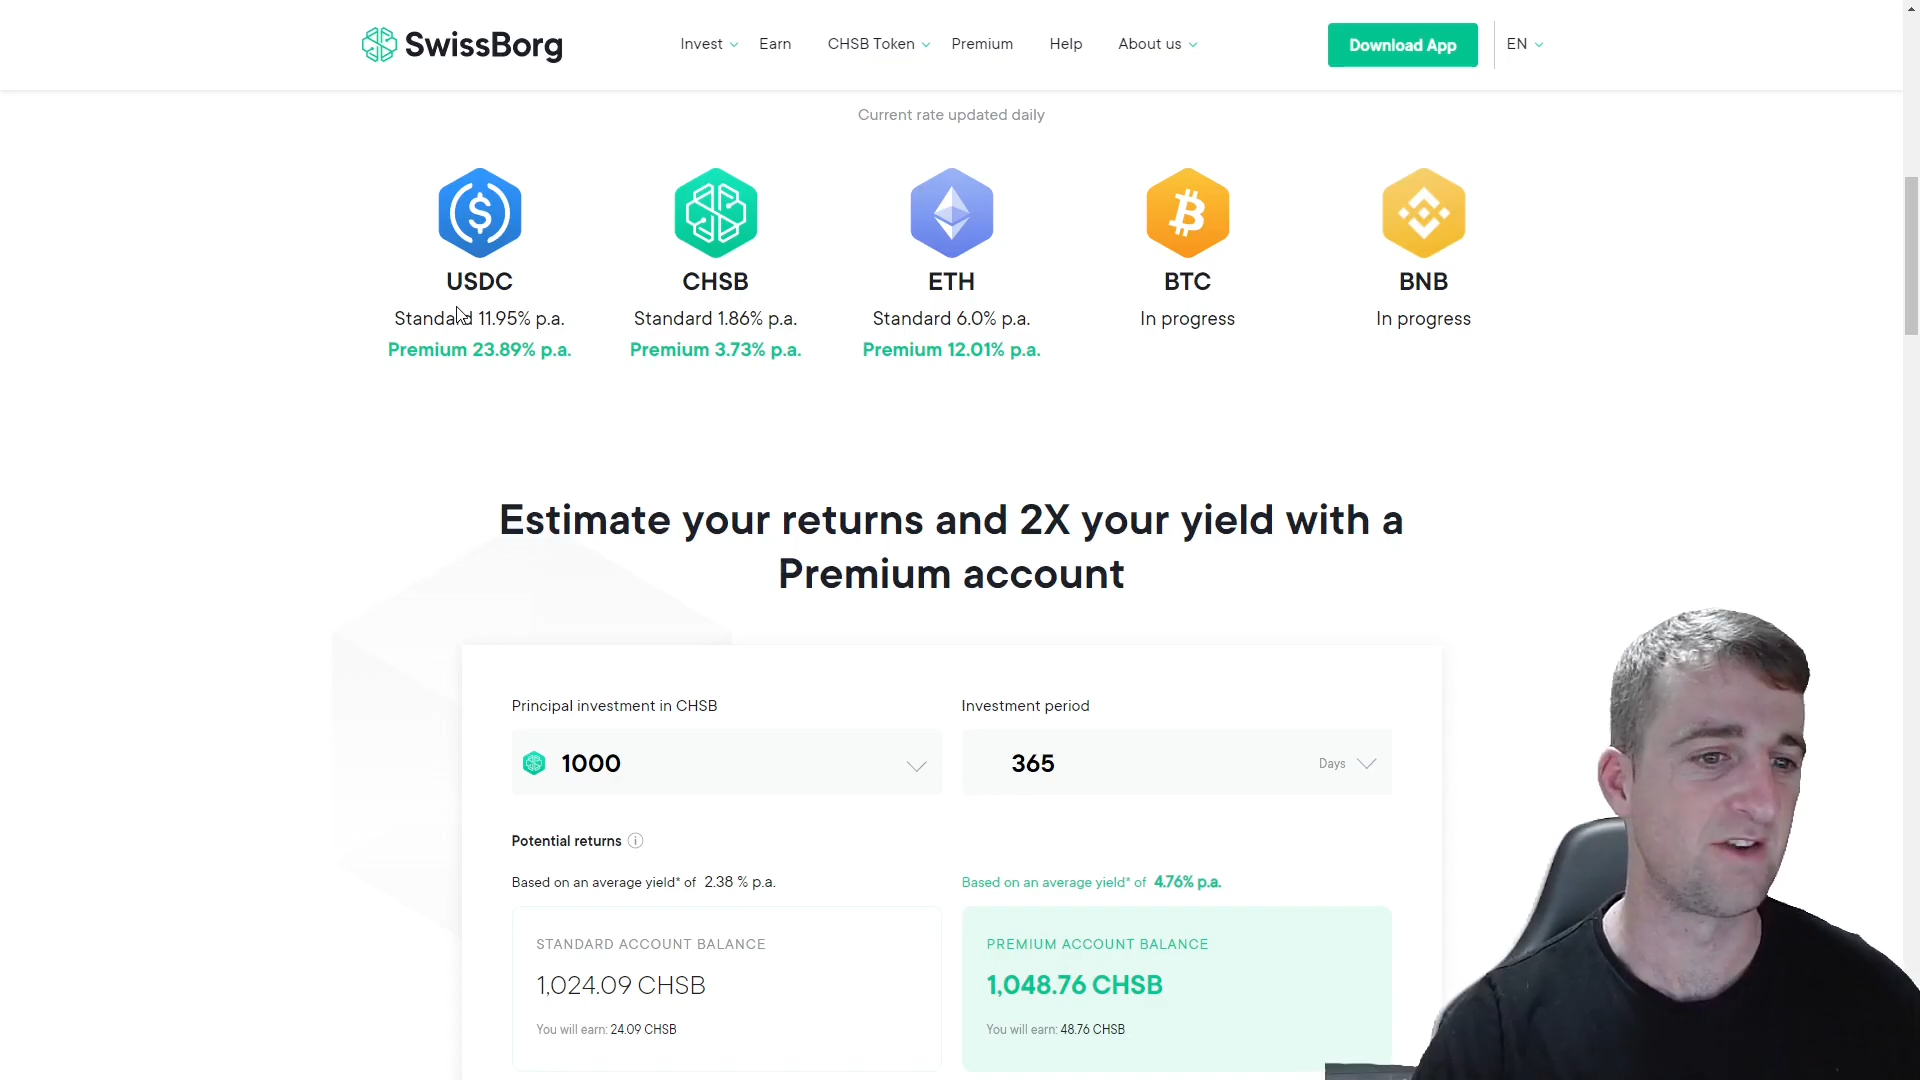 SwissBorg
Invest Earn CHSB Token Premium Help About us Download App EN
Current rate updated daily
USDC CHSB ETH BTC BNB
Standard 11.95% p.a. Standard 1.86% p.a. Standard 6.0% p.a. In progress In progress
Premium 23.89% p.a. Premium 3.73% p.a. Premium 12.01% p.a.
Estimate your returns and 2X your yield with a
Premium account
Principal investment in CHSB Investment period
1000 365 Days
Potential returns
Based on an average yield* of 2.38 % p.a. Based on an average yield* of 4.76% p.a.
STANDARD ACCOUNT BALANCE PREMIUM ACCOUNT BALANCE
1,024.09 CHSB 1,048.76 CHSB
You will earn: 24.09 CHSB You will earn: 48.76 CHSB